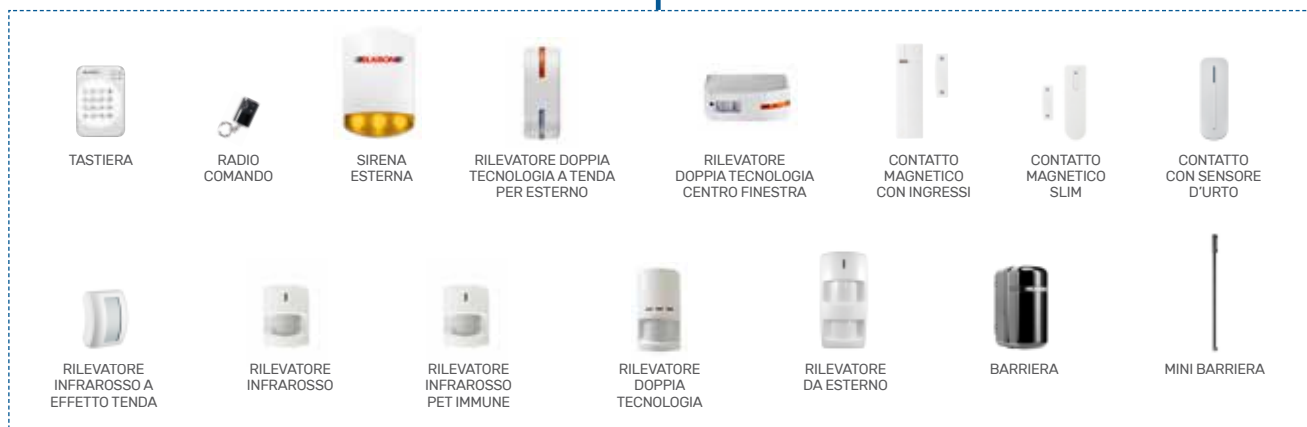 TASTIERA
RADIO
COMANDO
SIRENA
ESTERNA
RILEVATORE DOPPIA
TECNOLOGIA A TENDA
PER ESTERNO
RILEVATORE
DOPPIA TECNOLOGIA
CENTRO FINESTRA
CONTATTO
MAGNETICO
CON INGRESSI
CONTATTO
MAGNETICO
SLIM
CONTATTO
CON SENSORE
D'URTO
RILEVATORE
INFRAROSSO A
EFFETTO TENDA
RILEVATORE
INFRAROSSO
RILEVATORE
INFRAROSSO
PET IMMUNE
RILEVATORE
DOPPIA
TECNOLOGIA
RILEVATORE
DA ESTERNO
BARRIERA
MINI BARRIERA